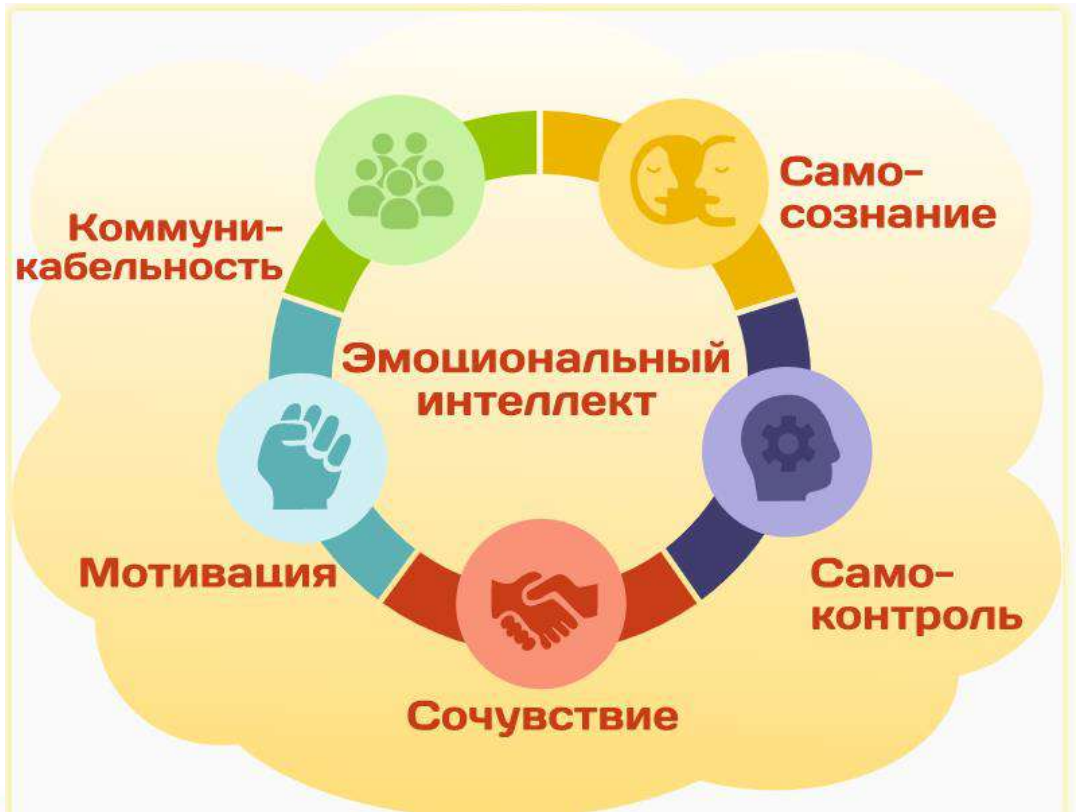 Само-
сознание
Коммуни-
кабельность
Эмоциональный
интеллект
Мотивация
Само-
контроль
Сочувствие